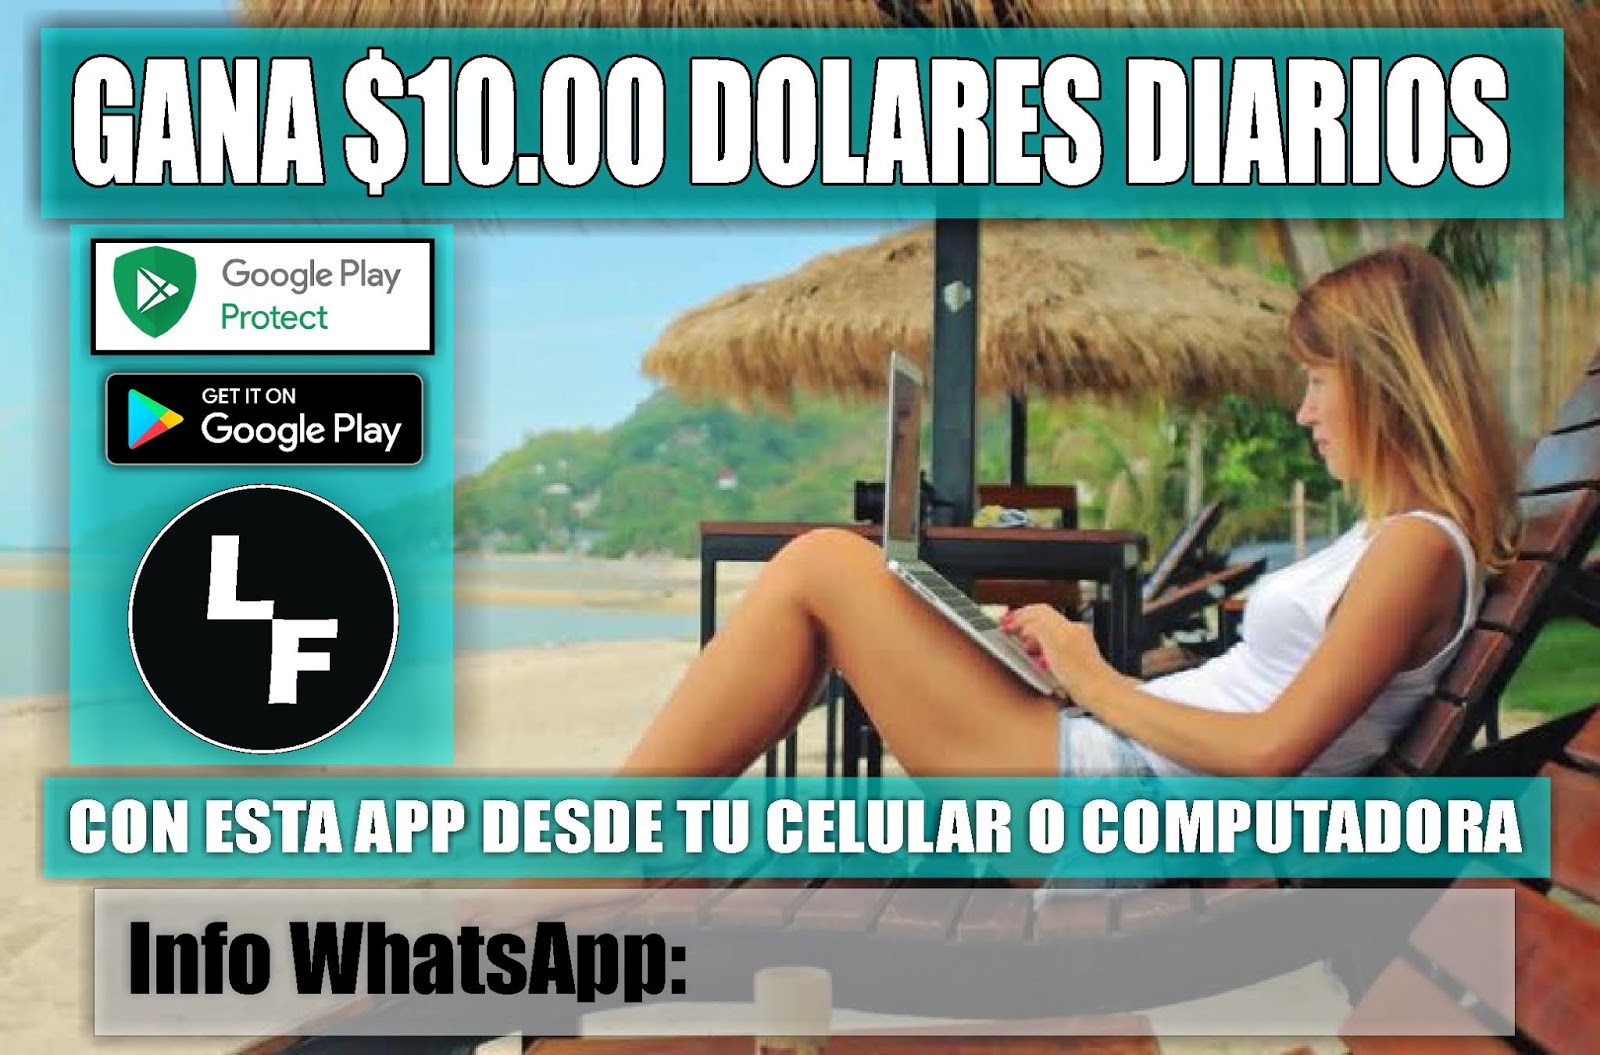 GANA $10.00 DOLARES DIARIOS
Google Play
Protect
GET IT ON
Google Play
L
F
CON ESTA APP DESDE TU CELULAR O COMPUTADORA
Info WhatsApp: